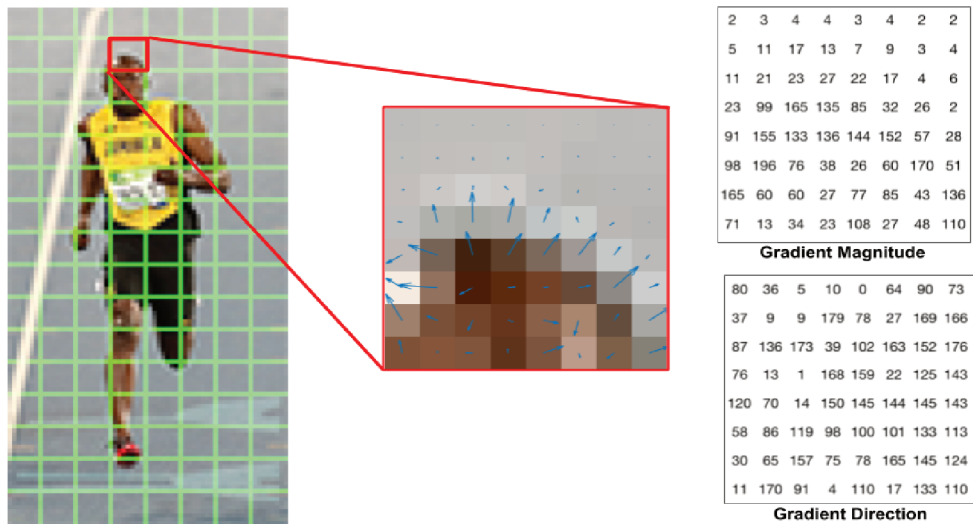 2 3 4 4 3 4 2 2
5 11 17 13 7 9 3 4
11 21 23 27 22 17 4 6
23 99 165 135 85 32 26 2
91 155 133 136 144 152 57 28
98 196 76 38 26 60 170 51
165 60 60 27 77 85 43 136
71 13 34 23 108 27 48 110
Gradient Magnitude
80 36 5 10 0 64 90 73
37 9 9 179 78 27 169 166
87 136 173 39 102 163 152 176
76 13 1 168 159 22 125 143
120 70 14 150 145 144 145 143
58 86 119 98 100 101 133 113
30 65 157 75 78 165 145 124
11 170 91 4 110 17 133 110
Gradient Direction